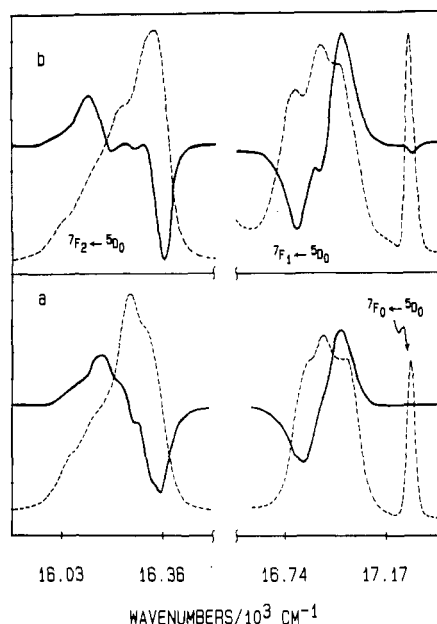 b
⁷F₂ ← ⁵D₀
⁷F₁ ← ⁵D₀
a
⁷F₀ ← ⁵D₀
16.03 16.36 16.74 17.17
WAVENUMBERS/10³ CM⁻¹